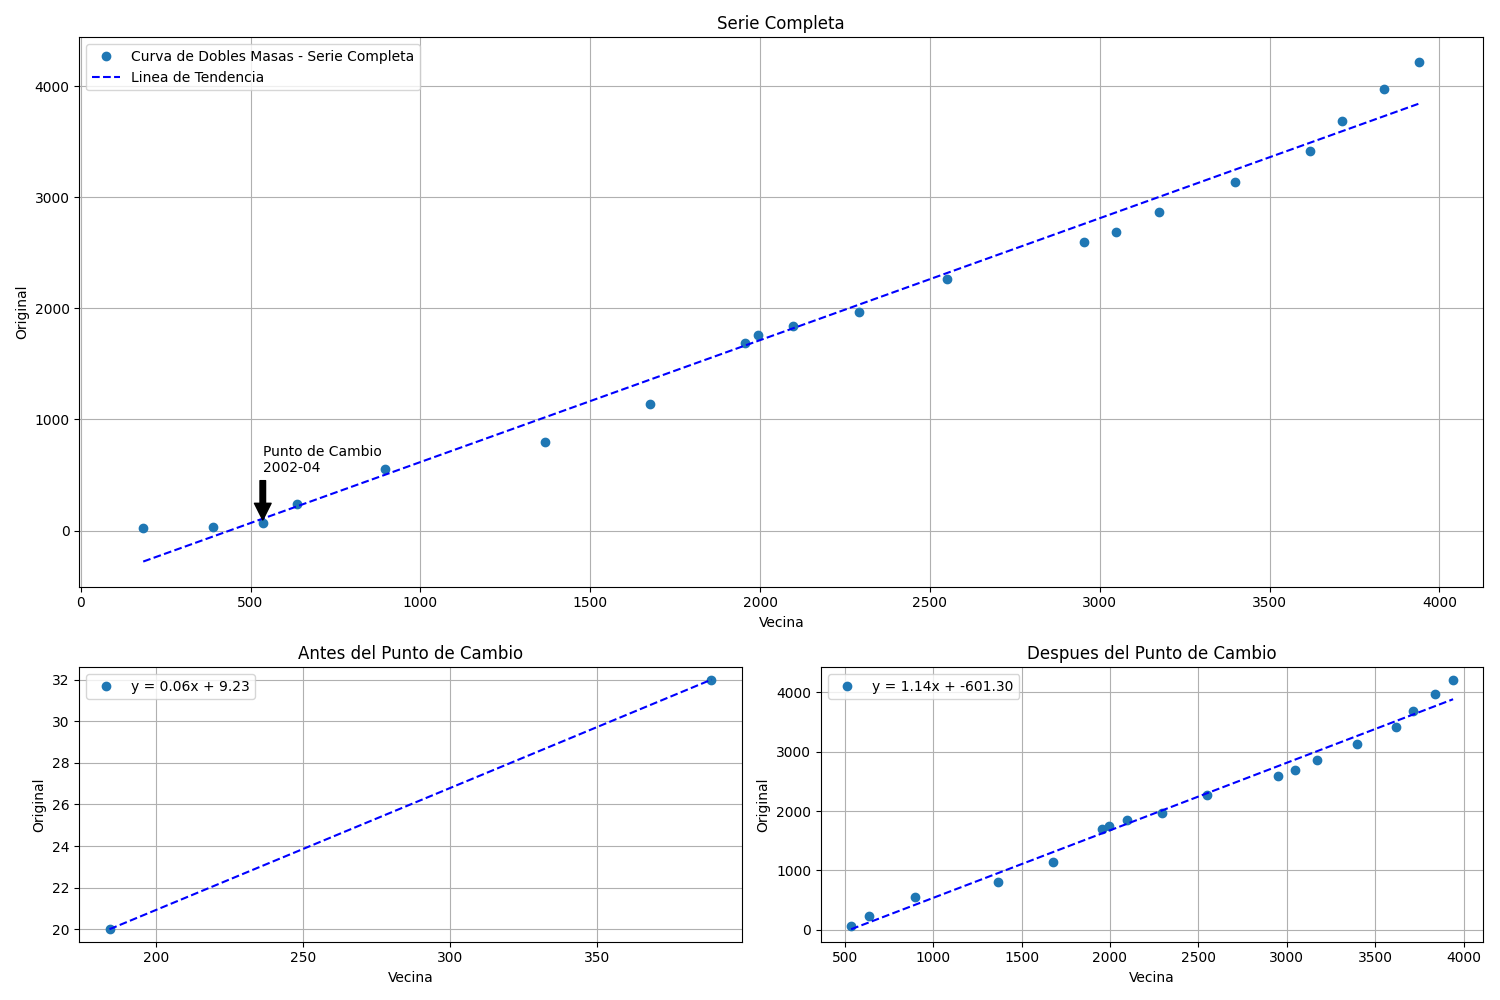 Serie Completa
Curva de Dobles Masas - Serie Completa
Linea de Tendencia
4000
3000
2000
1000
0
Original
Punto de Cambio
2002-04
0
500
1000
1500
2000
2500
3000
3500
4000
Vecina
Antes del Punto de Cambio
y = 0.06x + 9.23
32
30
28
26
24
22
20
Original
200
250
300
350
Vecina
Despues del Punto de Cambio
y = 1.14x + -601.30
4000
3000
2000
1000
0
Original
500
1000
1500
2000
2500
3000
3500
4000
Vecina